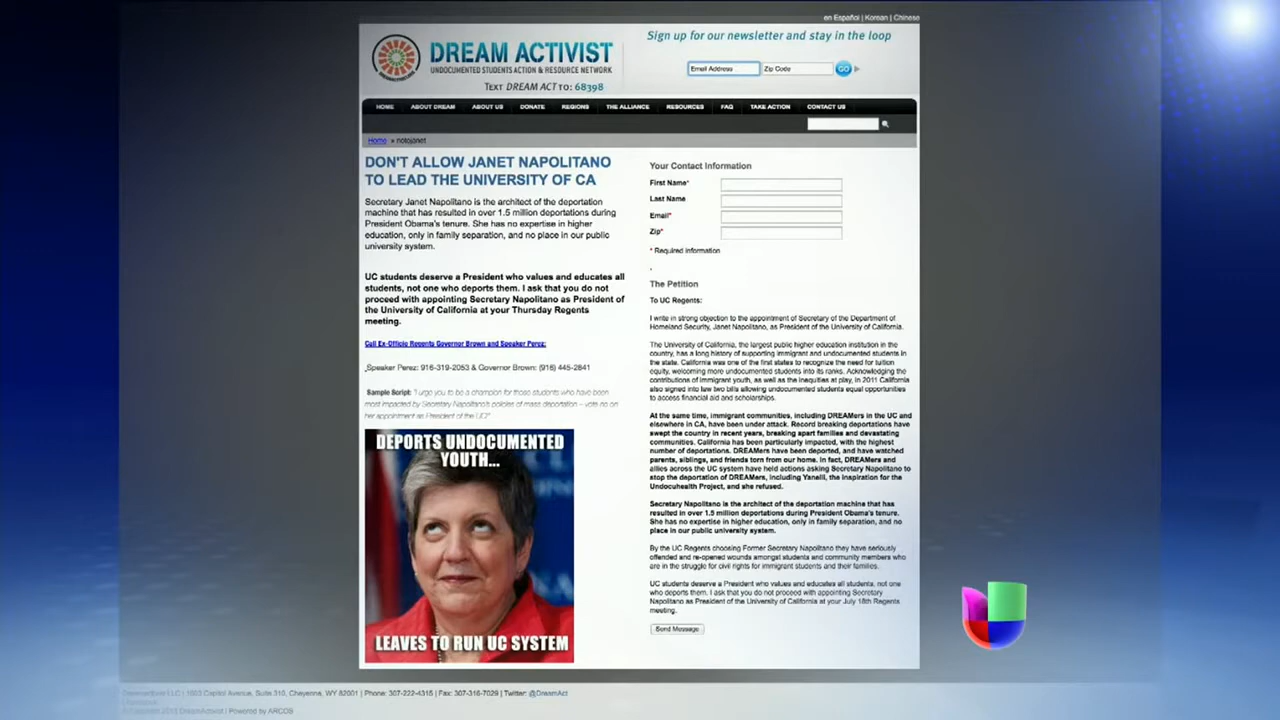 en Español | Korean | Chinese
DREAM ACTIVIST
UNDOCUMENTED STUDENTS ACTION & RESOURCE NETWORK
TEXT DREAM ACT TO: 68398
Sign up for our newsletter and stay in the loop
Email Address
Zip Code
GO
HOME
ABOUT DREAM
ABOUT US
DONATE
REGIONS
THE ALLIANCE
RESOURCES
FAQ
TAKE ACTION
CONTACT US
Home » notojanet
DON'T ALLOW JANET NAPOLITANO
TO LEAD THE UNIVERSITY OF CA
Secretary Janet Napolitano is the architect of the deportation
machine that has resulted in over 1.5 million deportations during
President Obama's tenure. She has no expertise in higher
education, only in family separation, and no place in our public
university system.
UC students deserve a President who values and educates all
students, not one who deports them. I ask that you do not
proceed with appointing Secretary Napolitano as President of
the University of California at your Thursday Regents
meeting.
Call Ex-Officio Regents Governor Brown and Speaker Perez:
Speaker Perez: 916-319-2053 & Governor Brown: (916) 445-2841
Sample Script: "I urge you to be a champion for those students who have been
most impacted by Secretary Napolitano's policies of mass deportation – vote no on
her appointment as President of the UC!"
DEPORTS UNDOCUMENTED
YOUTH...
LEAVES TO RUN UC SYSTEM
Your Contact Information
First Name*
Last Name
Email*
Zip*
* Required information
The Petition
To UC Regents:
I write in strong objection to the appointment of Secretary of the Department of
Homeland Security, Janet Napolitano, as President of the University of California.
The University of California, the largest public higher education institution in the
country, has a long history of supporting immigrant and undocumented students in
the state. California was one of the first states to recognize the need for tuition
equity, welcoming more undocumented students into its ranks. Acknowledging the
contributions of immigrant youth, as well as the inequities at play, in 2011 California
also signed into law two bills allowing undocumented students equal opportunities
to access financial aid and scholarships.
At the same time, immigrant communities, including DREAMers in the UC and
elsewhere in CA, have been under attack. Record breaking deportations have
swept the country in recent years, breaking apart families and devastating
communities. California has been particularly impacted, with the highest
number of deportations. DREAMers have been deported, and have watched
parents, siblings, and friends torn from our home. In fact, DREAMers and
allies across the UC system have held actions asking Secretary Napolitano to
stop the deportation of DREAMers, including Yanelli, the inspiration for the
Undocuhealth Project, and she refused.
Secretary Napolitano is the architect of the deportation machine that has
resulted in over 1.5 million deportations during President Obama's tenure.
She has no expertise in higher education, only in family separation, and no
place in our public university system.
By the UC Regents choosing Former Secretary Napolitano they have seriously
offended and re-opened wounds amongst students and community members who
are in the struggle for civil rights for immigrant students and their families.
UC students deserve a President who values and educates all students, not one
who deports them. I ask that you do not proceed with appointing Secretary
Napolitano as President of the University of California at your July 18th Regents
meeting.
Send Message
DreamActivist LLC | 1603 Capitol Avenue, Suite 310, Cheyenne, WY 82001 | Phone: 307-222-4315 | Fax: 307-316-7029 | Twitter: @DreamAct
© Copyright 2013 DreamActivist | Powered by ARCOS